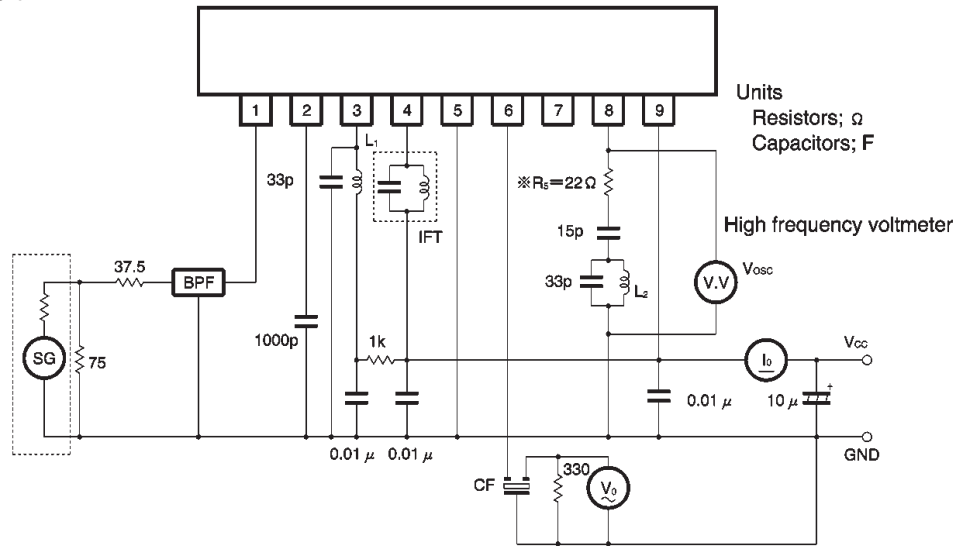 1 2 3 4 5 6 7 8 9
Units
Resistors; Ω
Capacitors; F
L₁
33p
※R₅=22Ω
IFT
15p
High frequency voltmeter
Vosc
V.V
33p
L₂
37.5
BPF
SG
75
1000p
1k
I₀
Vcc
0.01 μ
10 μ
+
0.01 μ 0.01 μ
GND
CF
330
V₀